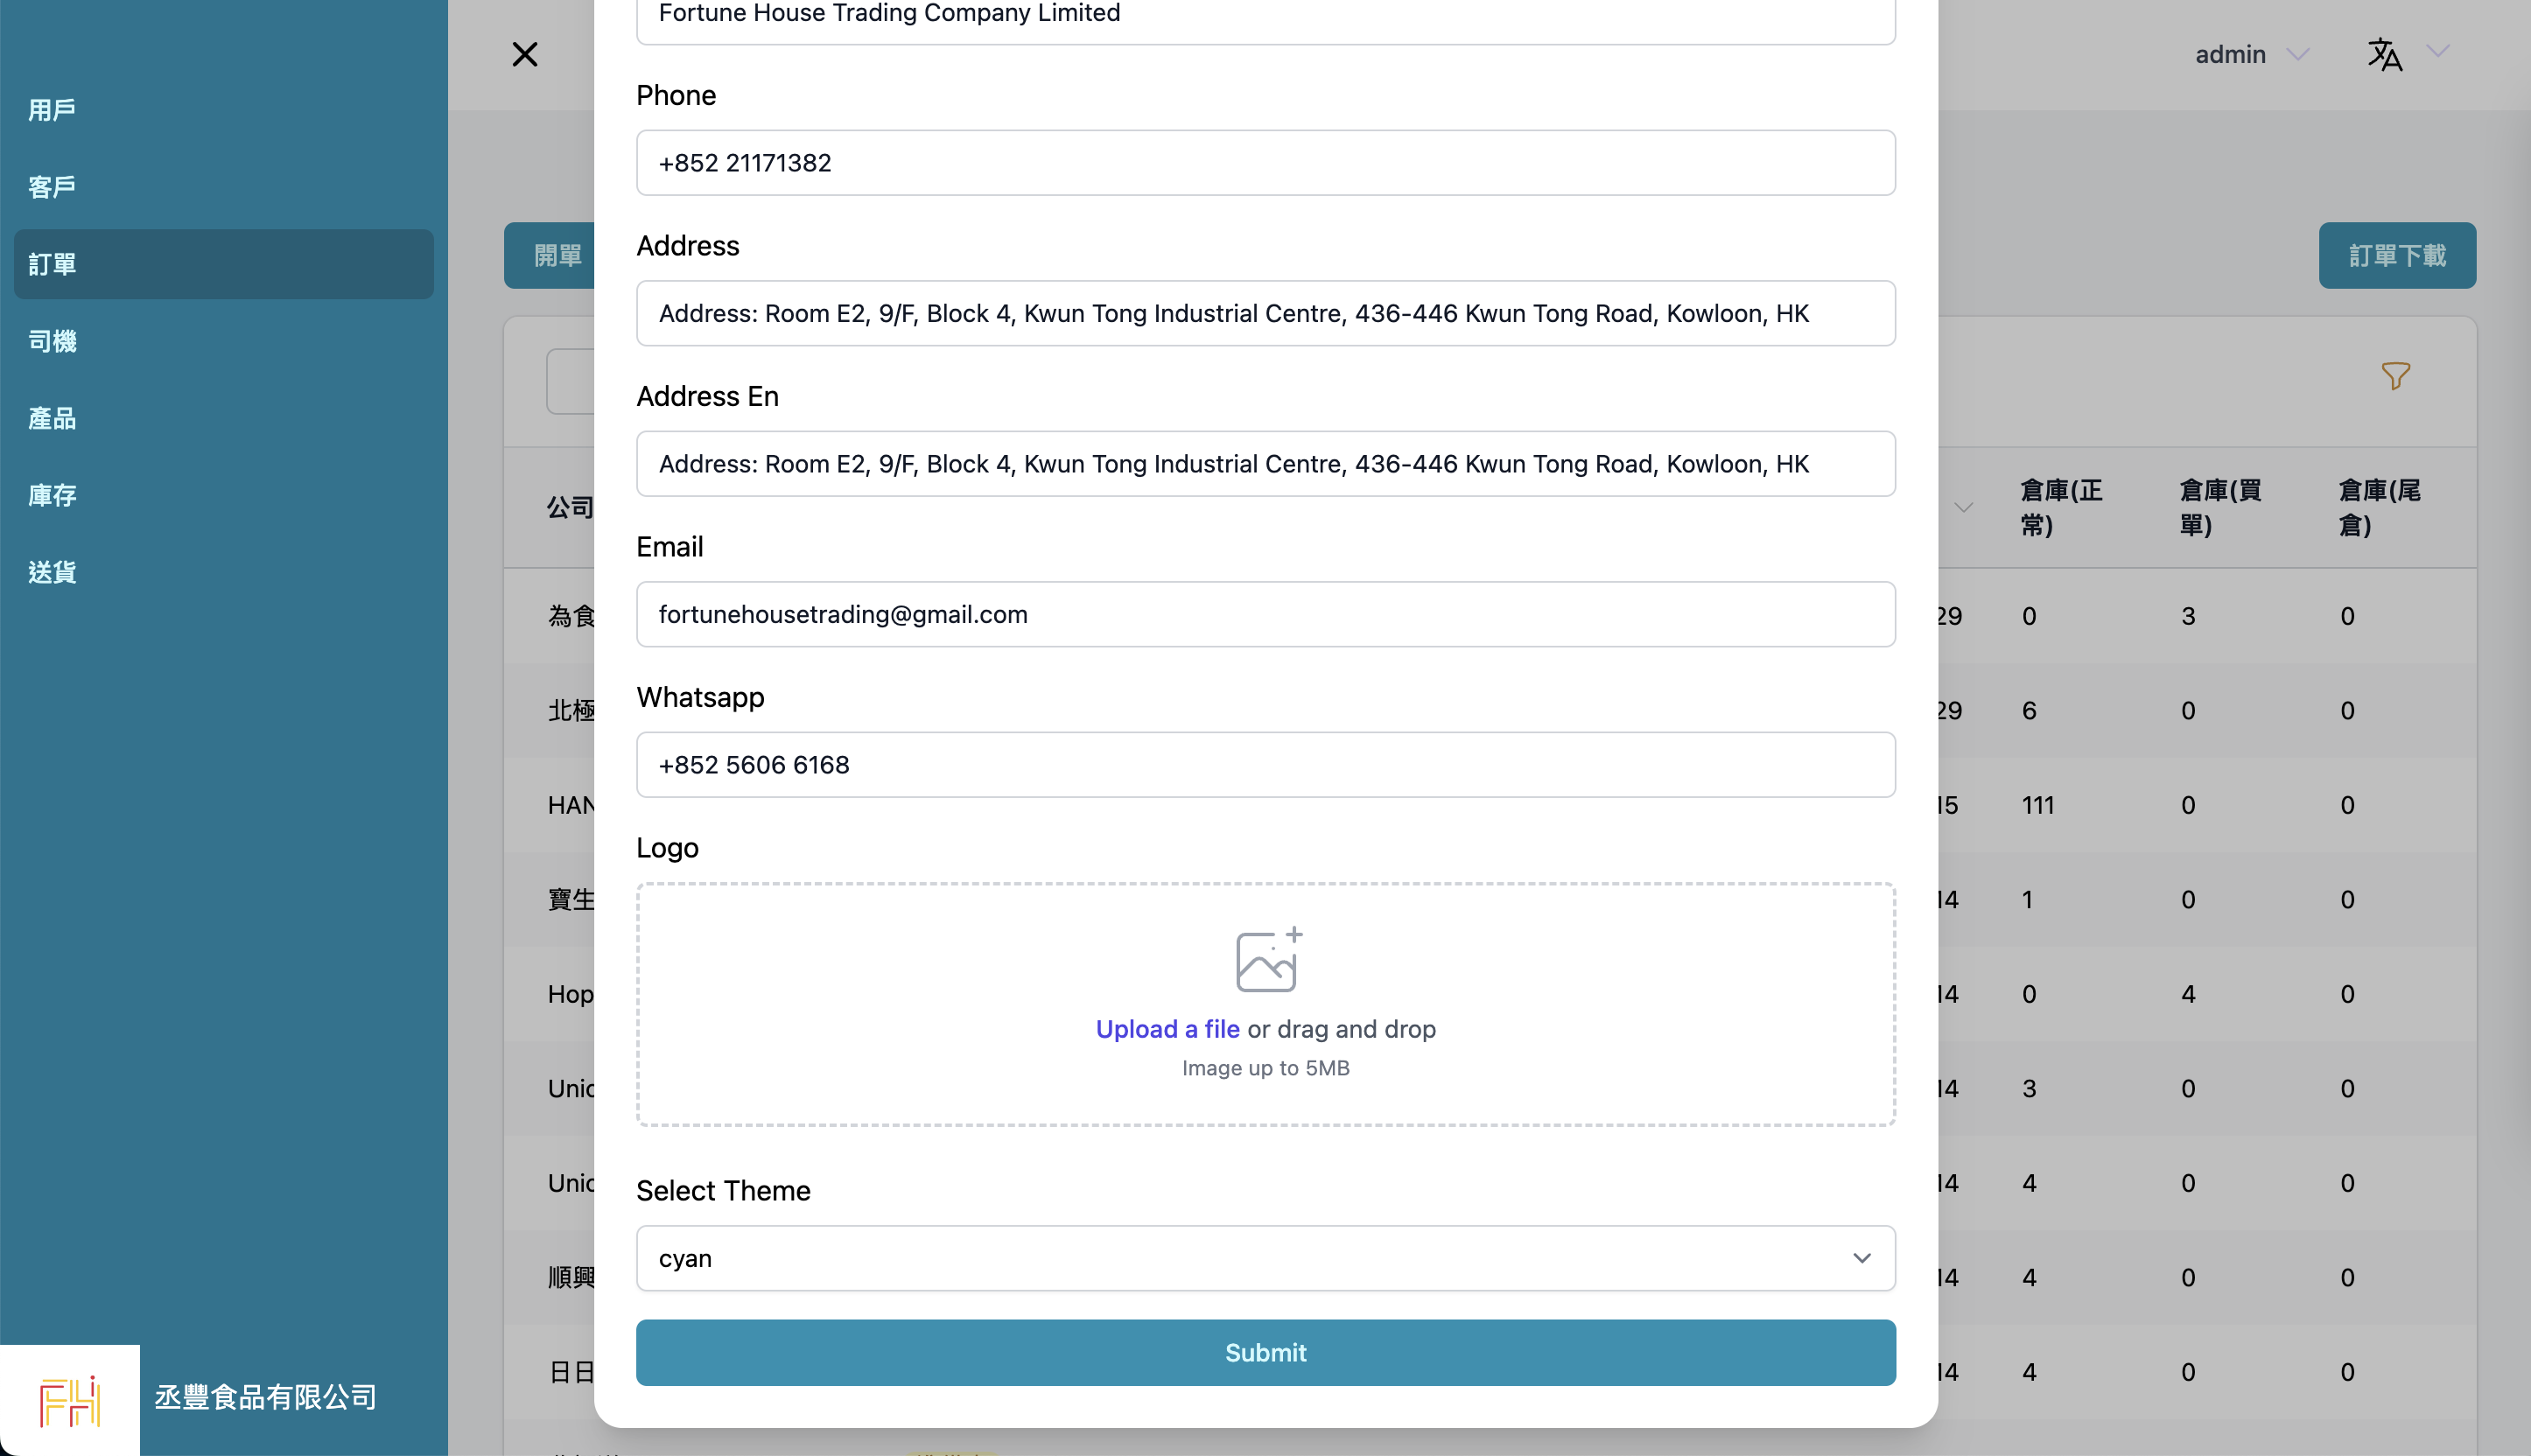 用戶
客戶
訂單
司機
產品
庫存
送貨
丞豐食品有限公司
admin
開單
訂單下載
Fortune House Trading Company Limited
Phone
+852 21171382
Address
Address: Room E2, 9/F, Block 4, Kwun Tong Industrial Centre, 436-446 Kwun Tong Road, Kowloon, HK
Address En
Address: Room E2, 9/F, Block 4, Kwun Tong Industrial Centre, 436-446 Kwun Tong Road, Kowloon, HK
Email
fortunehousetrading@gmail.com
Whatsapp
+852 5606 6168
Logo
Upload a file or drag and drop
Image up to 5MB
Select Theme
cyan
Submit
公司 倉庫(正常) 倉庫(買單) 倉庫(尾倉)
為食 29 0 3 0
北極 29 6 0 0
HAN 15 111 0 0
寶生 14 1 0 0
Hop 14 0 4 0
Unic 14 3 0 0
Unic 14 4 0 0
順興 14 4 0 0
日日 14 4 0 0